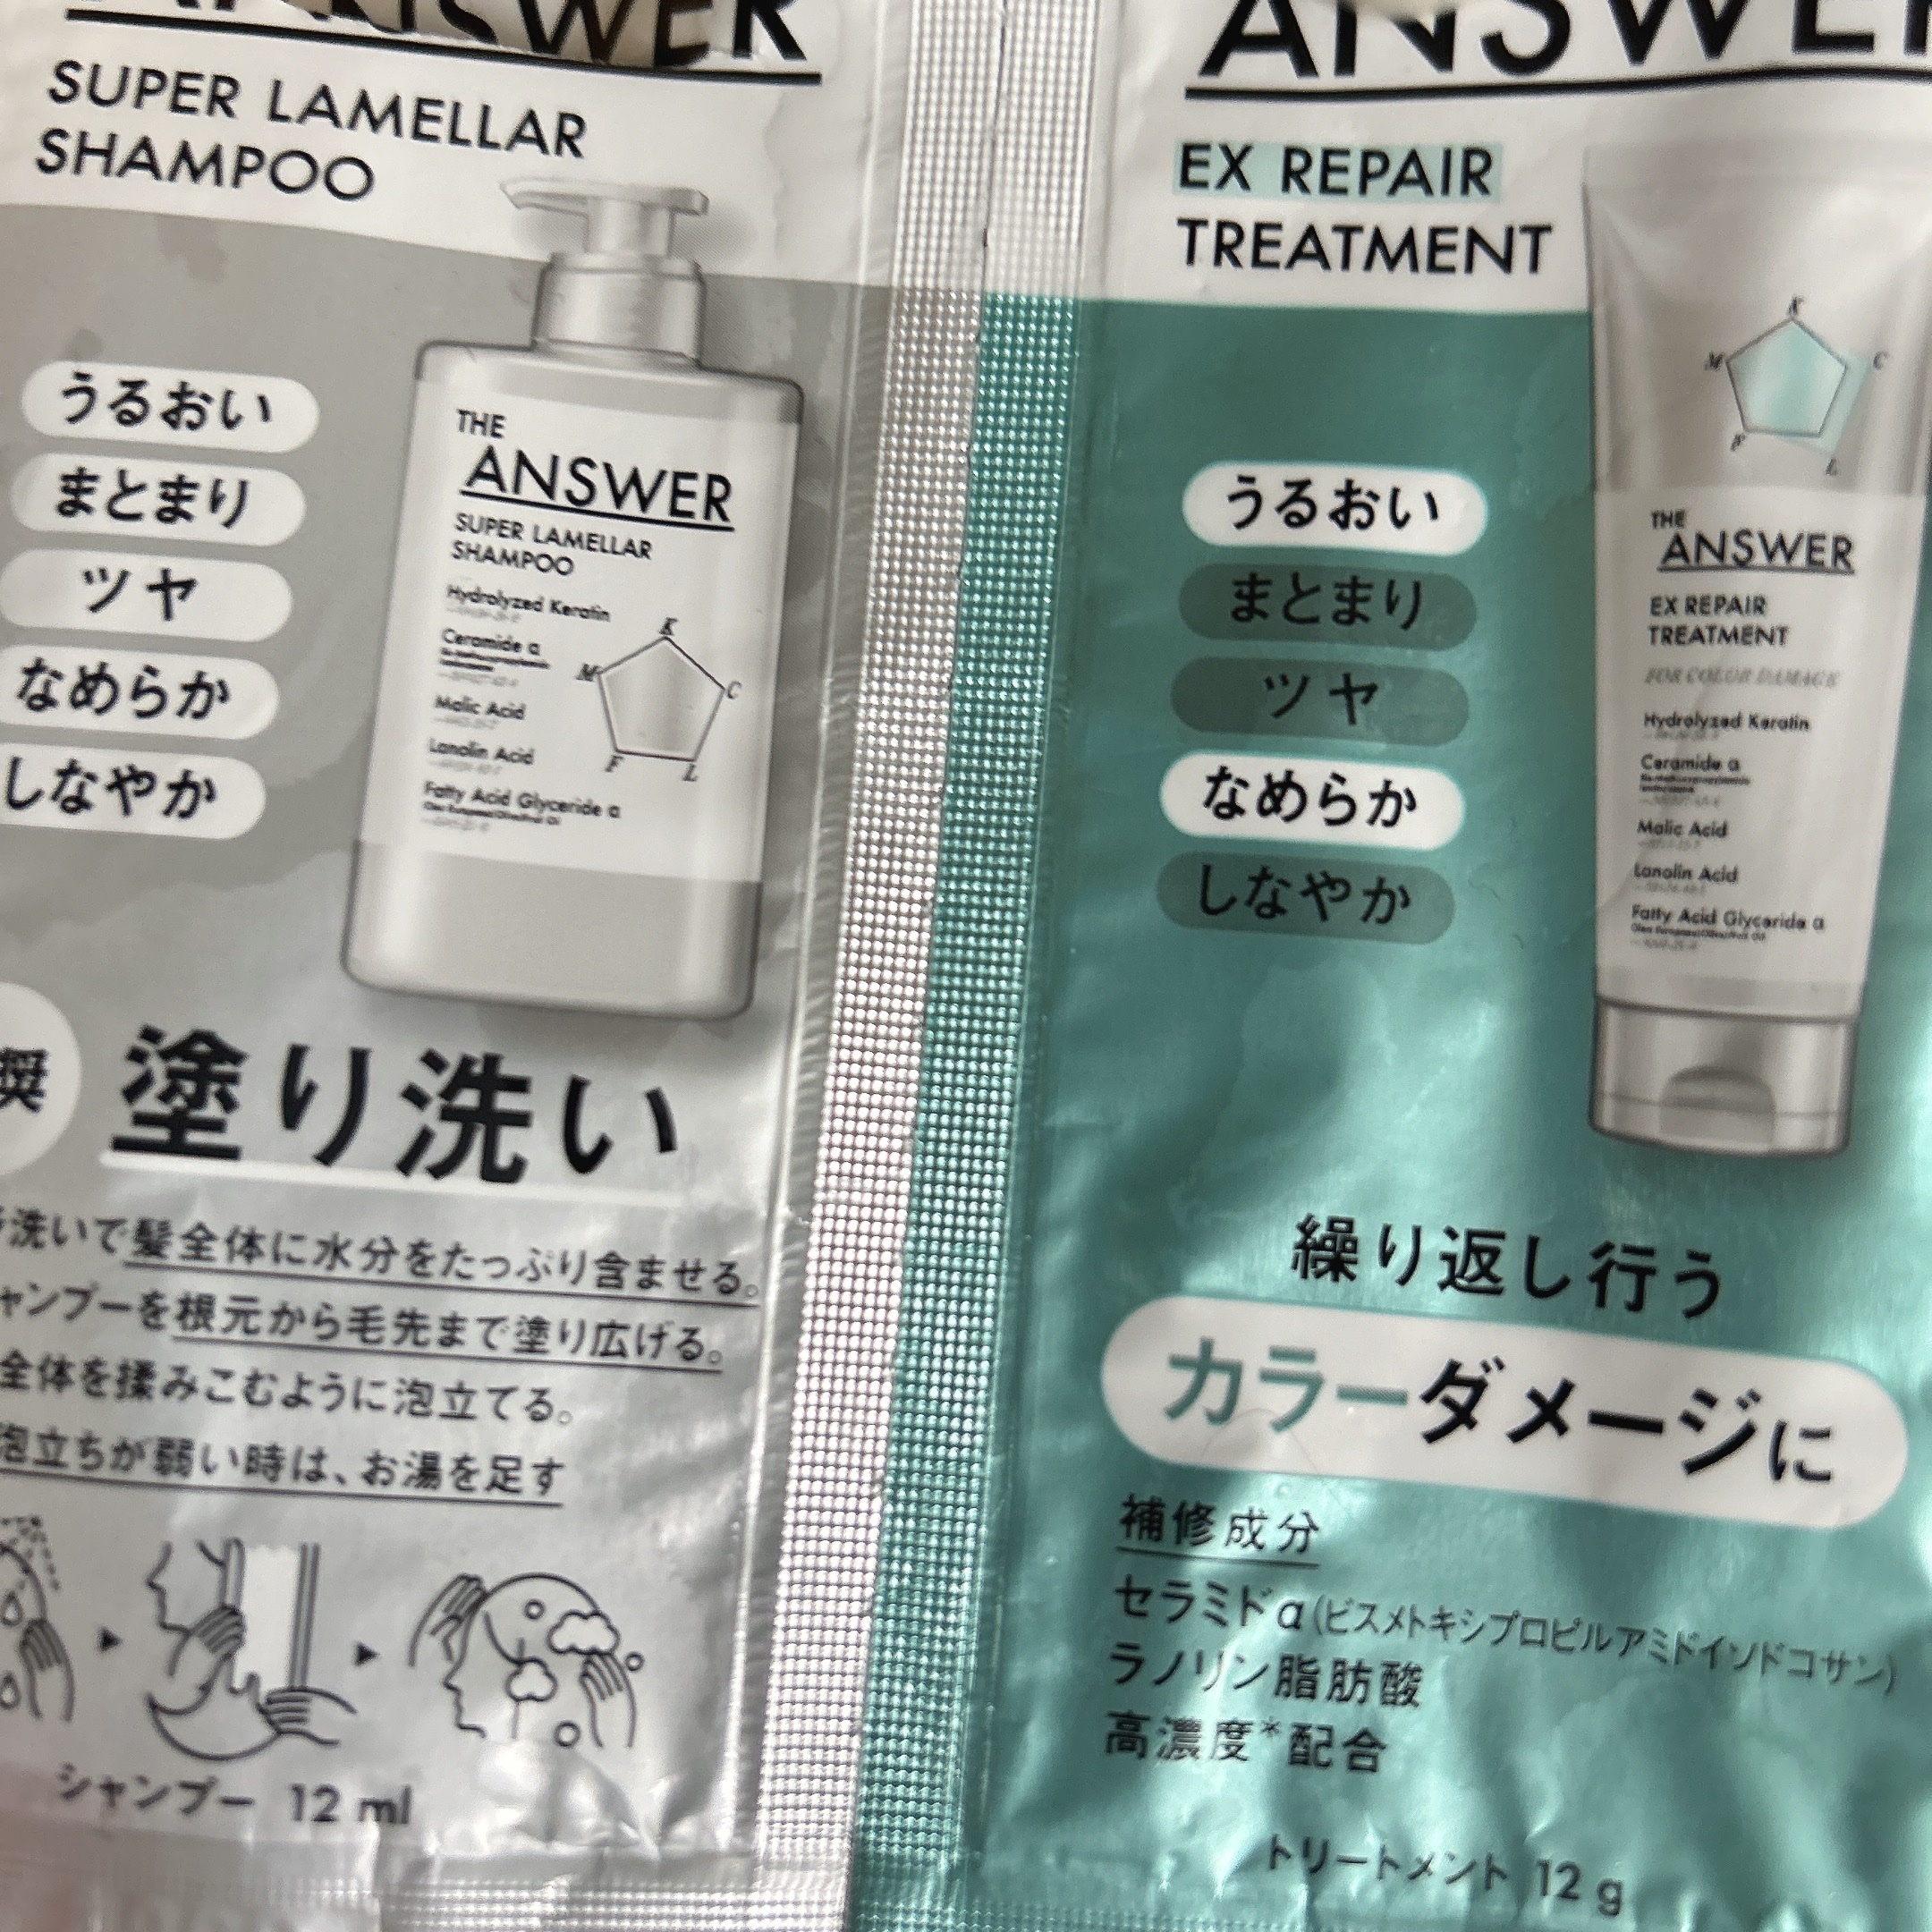 ANSWER
SUPER LAMELLAR
SHAMPOO
うるおい
まとまり
ツヤ
なめらか
しなやか
THE
ANSWER
SUPER LAMELLAR
SHAMPOO
Hydrolyzed Keratin
Ceramide α
Malic Acid
Lanolin Acid
Fatty Acid Glyceride α
K
C
L
F
M
奨
塗り洗い
洗いで髪全体に水分をたっぷり含ませる。
ャンプーを根元から毛先まで塗り広げる。
全体を揉みこむように泡立てる。
泡立ちが弱い時は、お湯を足す
シャンプー 12 ml
ANSWER
EX REPAIR
TREATMENT
うるおい
まとまり
ツヤ
なめらか
しなやか
K
C
L
F
M
THE
ANSWER
EX REPAIR
TREATMENT
FOR COLOR DAMAGE
Hydrolyzed Keratin
Ceramide α
Malic Acid
Lanolin Acid
Fatty Acid Glyceride α
繰り返し行う
カラーダメージに
補修成分
セラミドα(ビスメトキシプロピルアミドイソドコサン)
ラノリン脂肪酸
高濃度*配合
トリートメント 12 g